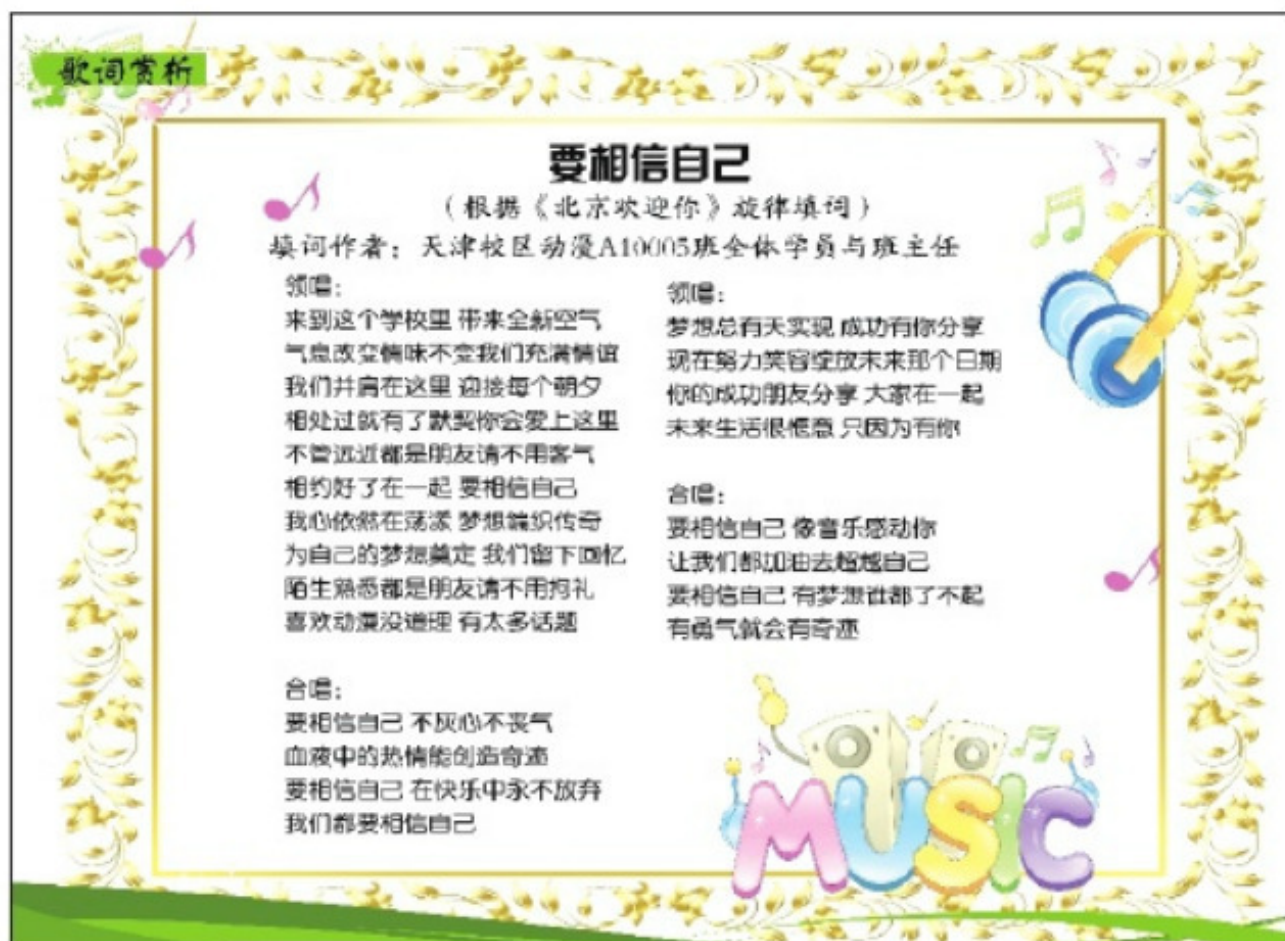 歌词赏析
要相信自己
（根据《北京欢迎你》旋律填词）
填词作者：天津校区动漫A10005班全体学员与班主任
领唱：
来到这个学校里 带来全新空气
气息改变情味不变我们充满情谊
我们并肩在这里 迎接每个朝夕
相处过就有了默契你会爱上这里
不管远近都是朋友请不用客气
相约好了在一起 要相信自己
我心依然在荡漾 梦想编织传奇
为自己的梦想奠定 我们留下回忆
陌生熟悉都是朋友请不用拘礼
喜欢动漫没道理 有太多话题
合唱：
要相信自己 不灰心不丧气
血液中的热情能创造奇迹
要相信自己 在快乐中永不放弃
我们都要相信自己
领唱：
梦想总有天实现 成功有你分享
现在努力笑容绽放未来那个日期
你的成功朋友分享 大家在一起
未来生活很惬意 只因为有你
合唱：
要相信自己 像音乐感动你
让我们都加油去超越自己
要相信自己 有梦想谁都了不起
有勇气就会有奇迹
MUSIC